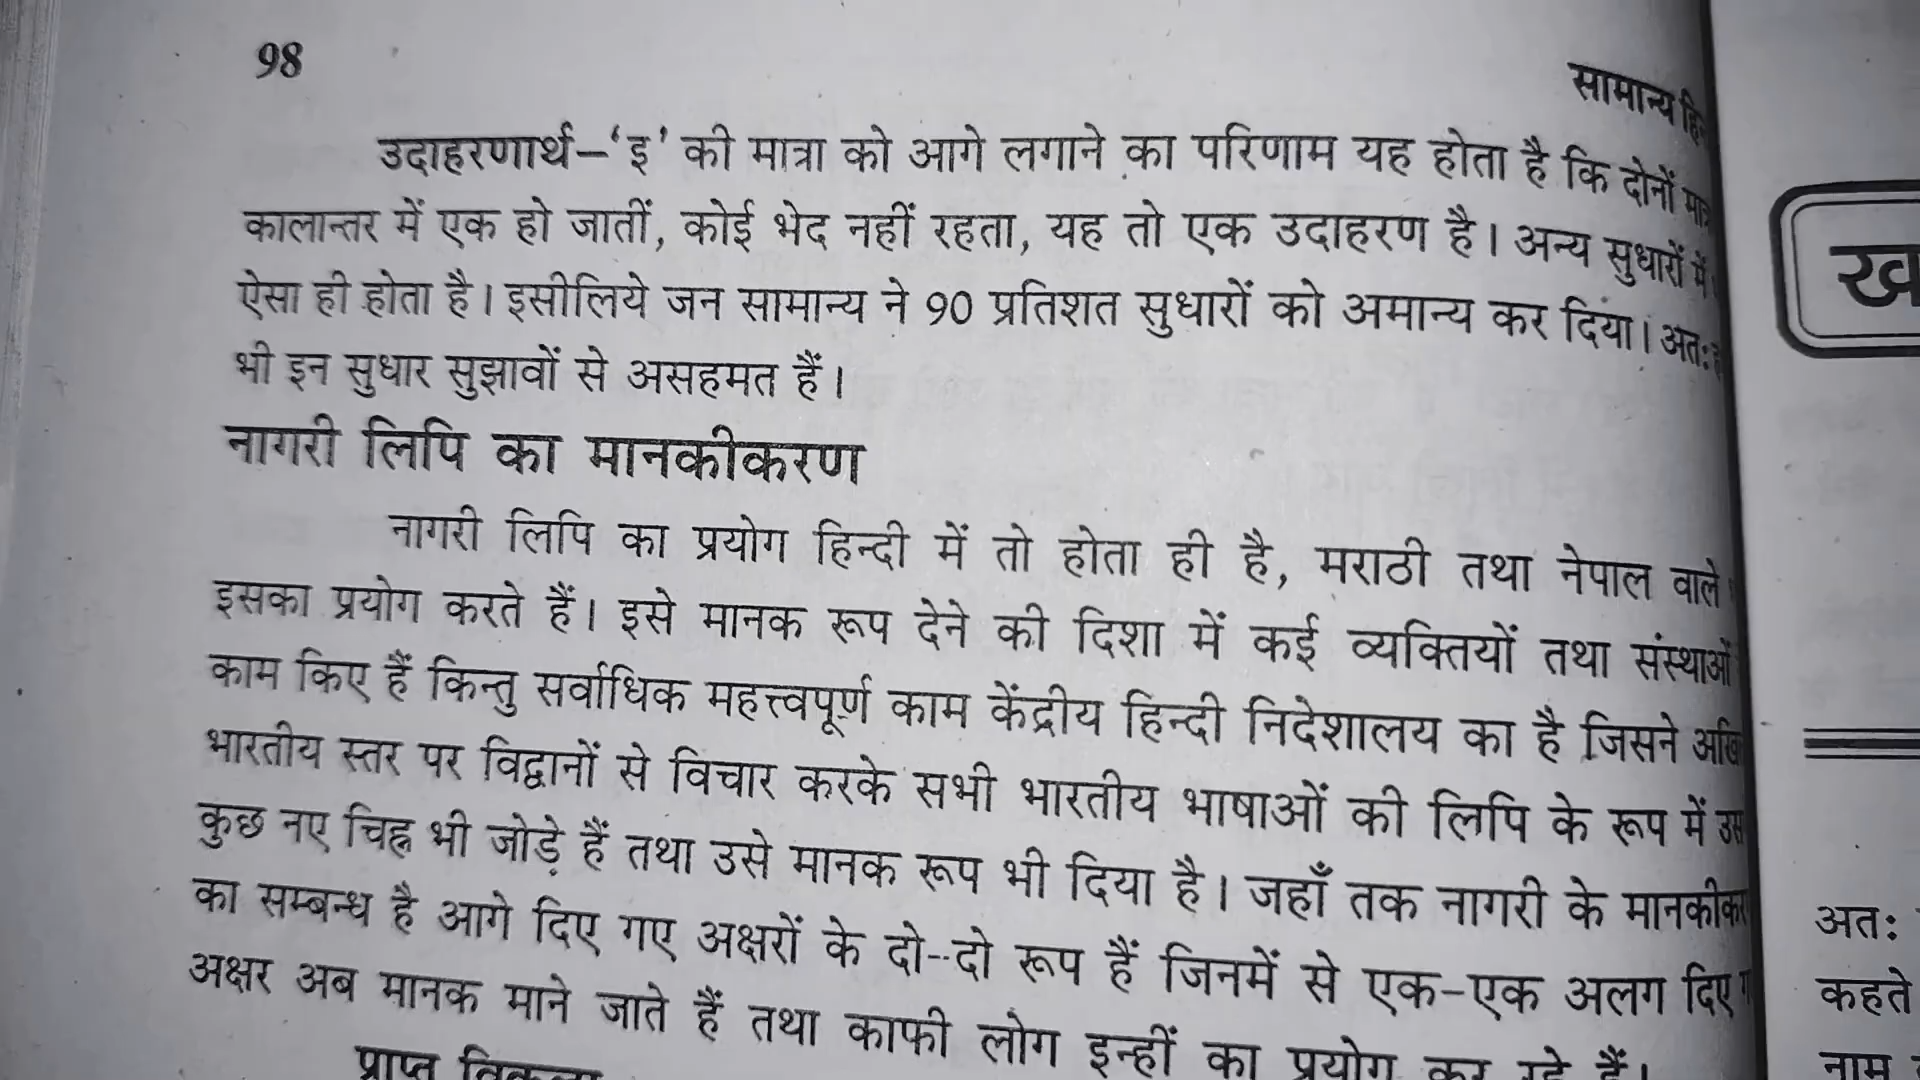 98
सामान्य
उदाहरणार्थ–‘इ’ की मात्रा को आगे लगाने का परिणाम यह होता है कि दोनों
कालान्तर में एक हो जातीं, कोई भेद नहीं रहता, यह तो एक उदाहरण है। अन्य सुधारों में
ऐसा ही होता है। इसीलिये जन सामान्य ने 90 प्रतिशत सुधारों को अमान्य कर दिया। अतः
भी इन सुधार सुझावों से असहमत हैं।
नागरी लिपि का मानकीकरण
नागरी लिपि का प्रयोग हिन्दी में तो होता ही है, मराठी तथा नेपाल वाले
इसका प्रयोग करते हैं। इसे मानक रूप देने की दिशा में कई व्यक्तियों तथा संस्थाओं
काम किए हैं किन्तु सर्वाधिक महत्त्वपूर्ण काम केंद्रीय हिन्दी निदेशालय का है जिसने
भारतीय स्तर पर विद्वानों से विचार करके सभी भारतीय भाषाओं की लिपि के रूप में
कुछ नए चिह्न भी जोड़े हैं तथा उसे मानक रूप भी दिया है। जहाँ तक नागरी के
का सम्बन्ध है आगे दिए गए अक्षरों के दो--दो रूप हैं जिनमें से एक-एक अलग दिए
अक्षर अब मानक माने जाते हैं तथा काफी लोग इन्हीं का प्रयोग कर रहे हैं।
प्राप्त
ख
अतः
कहते
नाम